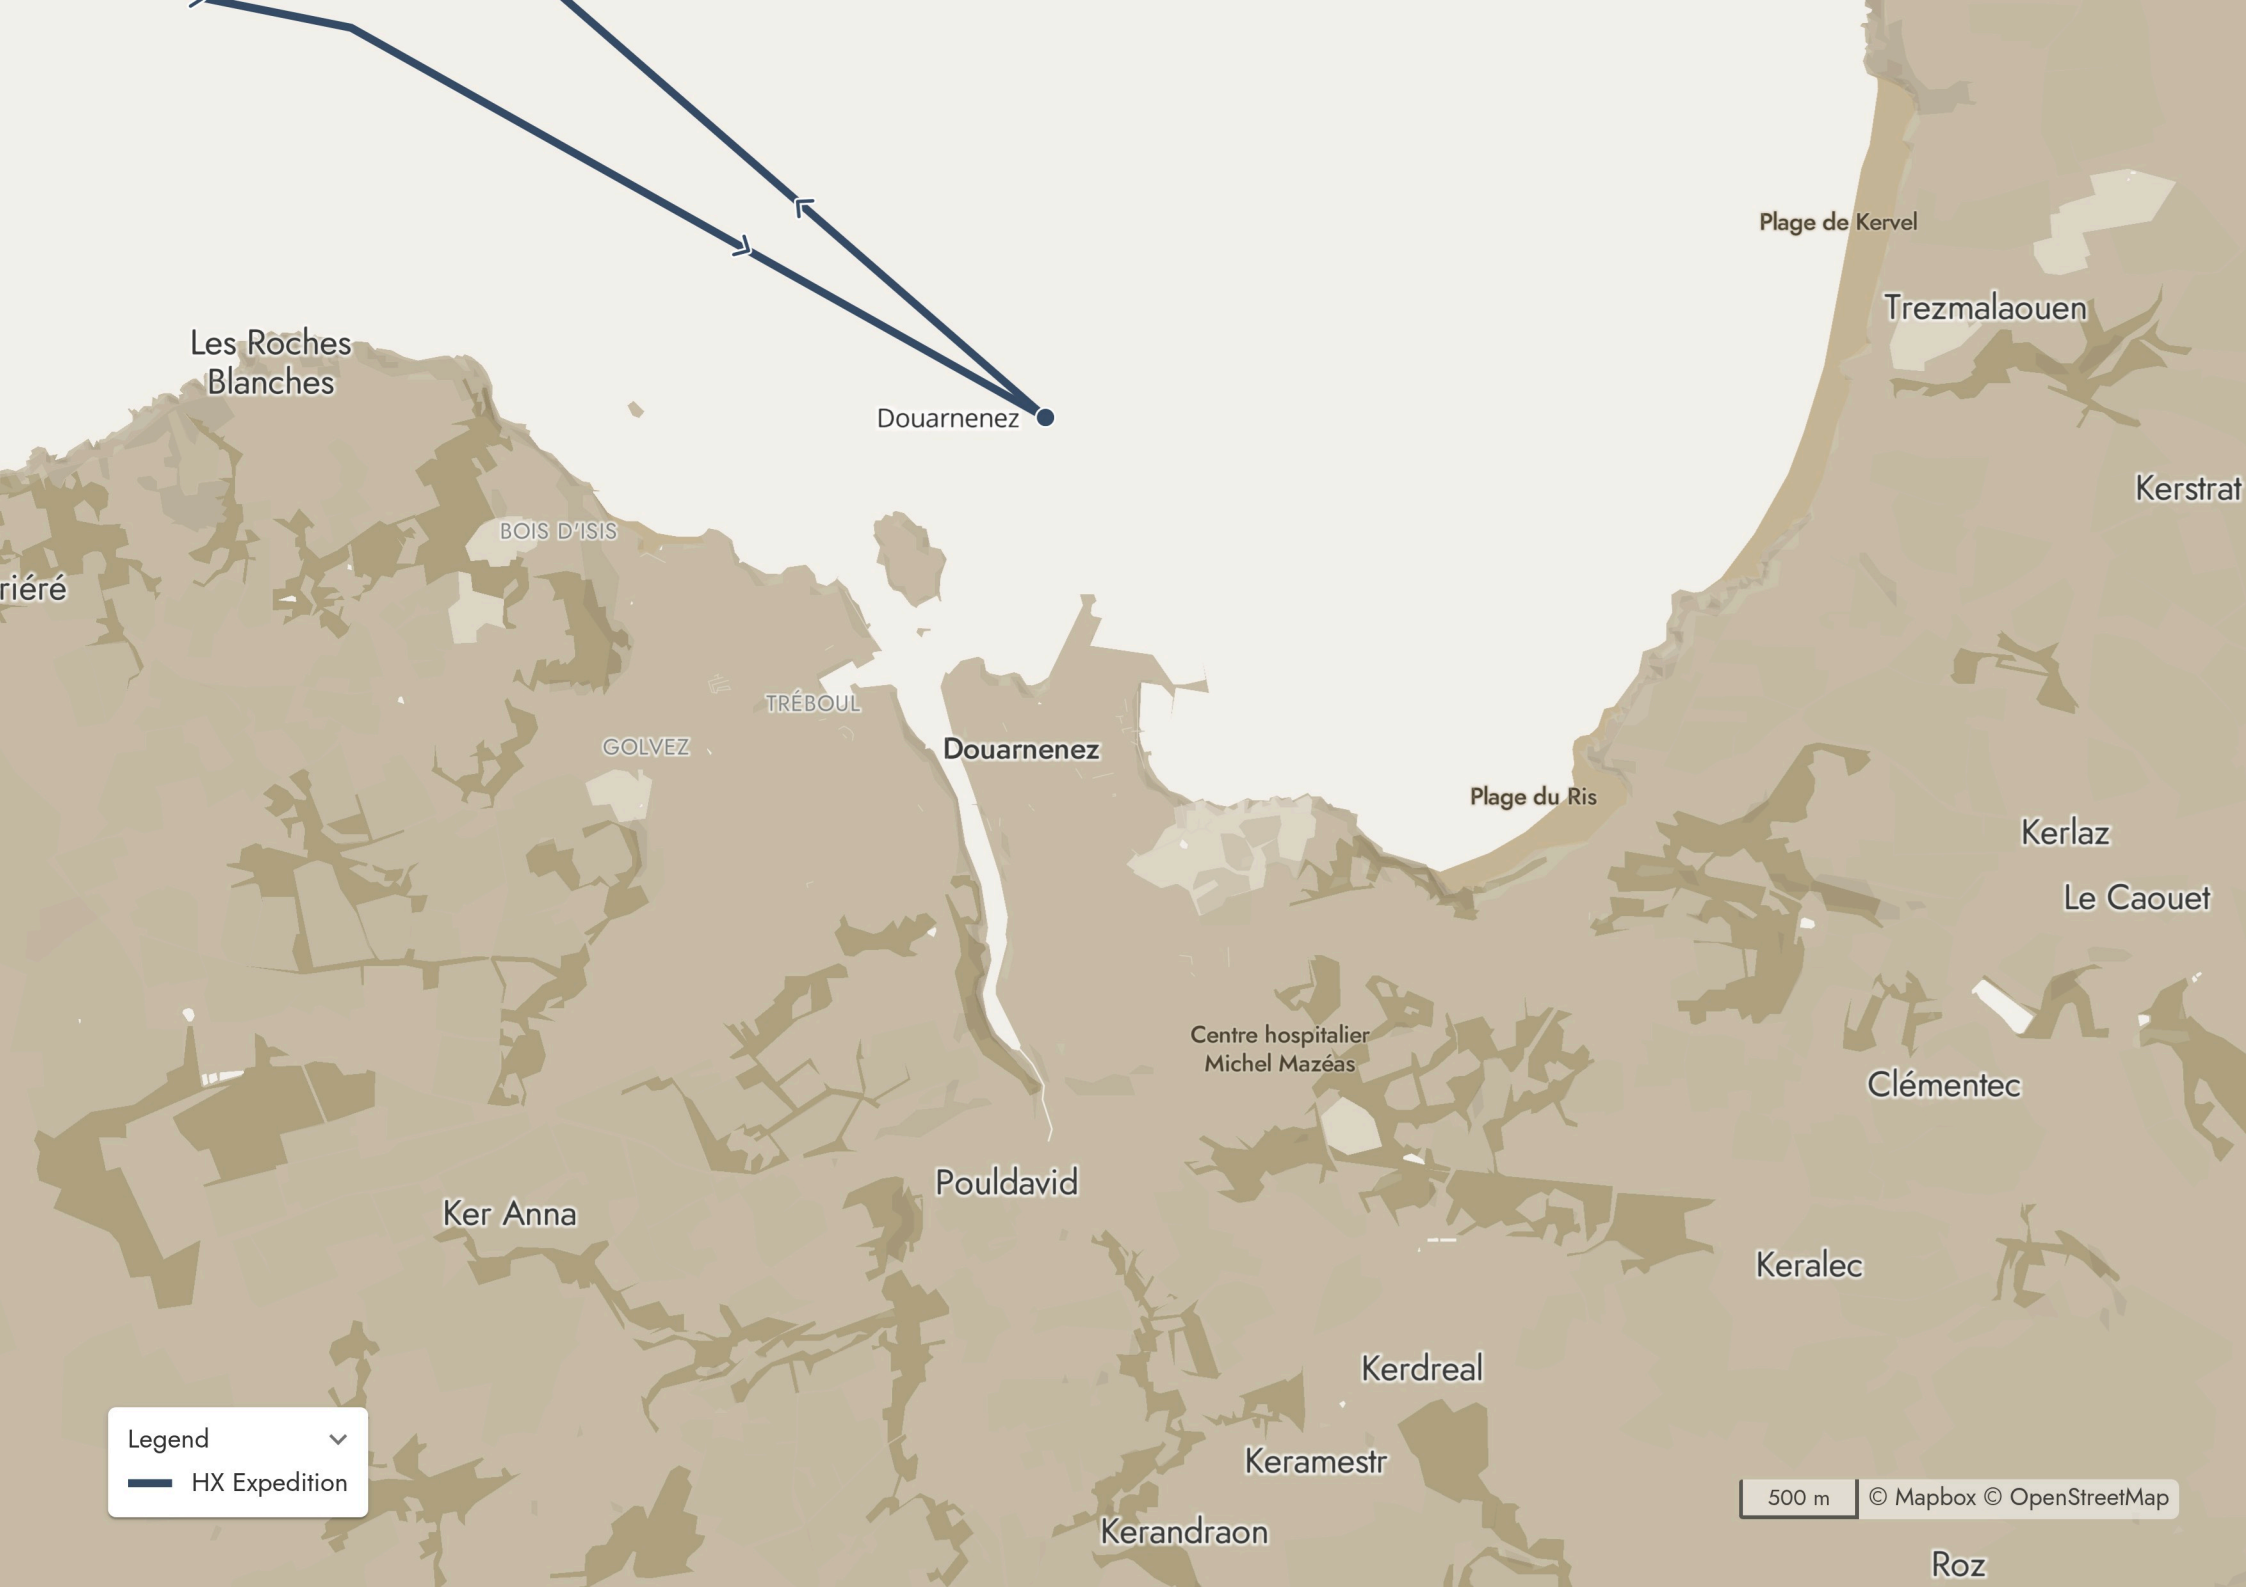 Plage de Kervel
Trezmalaouen
Les Roches
Blanches
Douarnenez
Kerstrat
BOIS D'ISIS
riéré
TRÉBOUL
GOLVEZ
Douarnenez
Plage du Ris
Kerlaz
Le Caouet
Centre hospitalier
Michel Mazéas
Clémentec
Pouldavid
Ker Anna
Keralec
Kerdreal
Legend
Keramestr
HX Expedition
500 m
© Mapbox © OpenStreetMap
Kerandraon
Roz